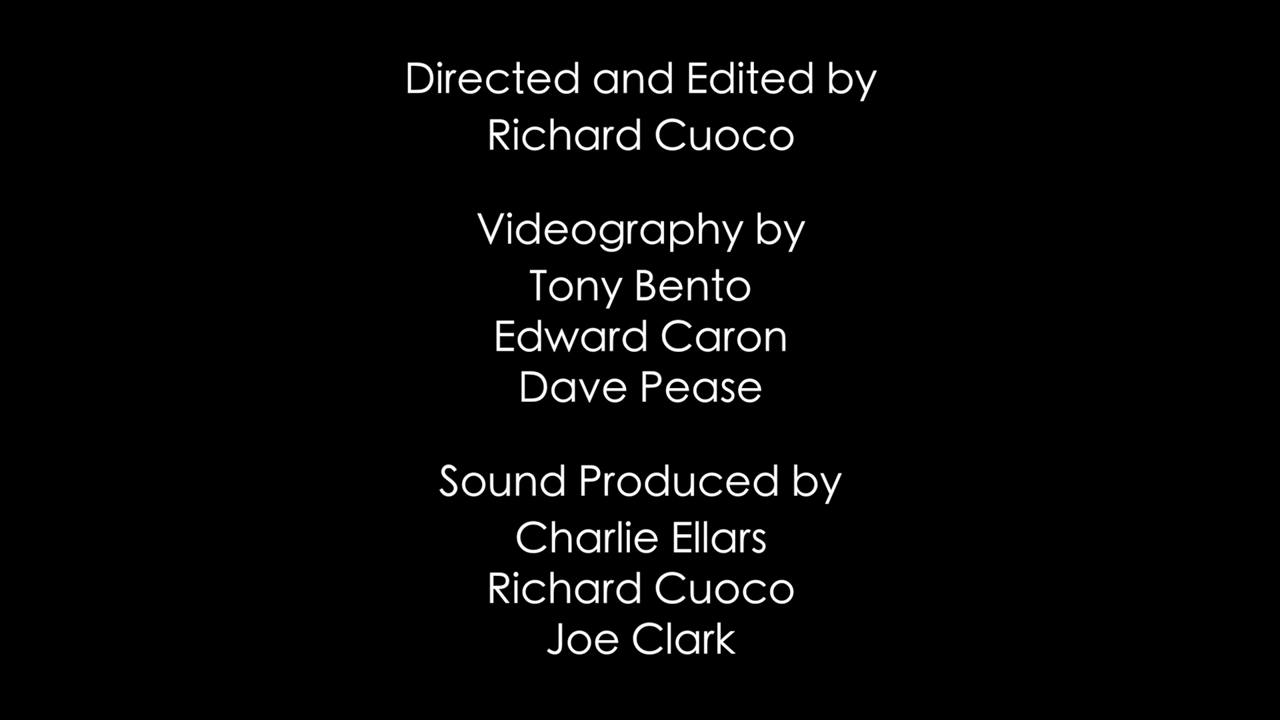 Directed and Edited by
Richard Cuoco
Videography by
Tony Bento
Edward Caron
Dave Pease
Sound Produced by
Charlie Ellars
Richard Cuoco
Joe Clark